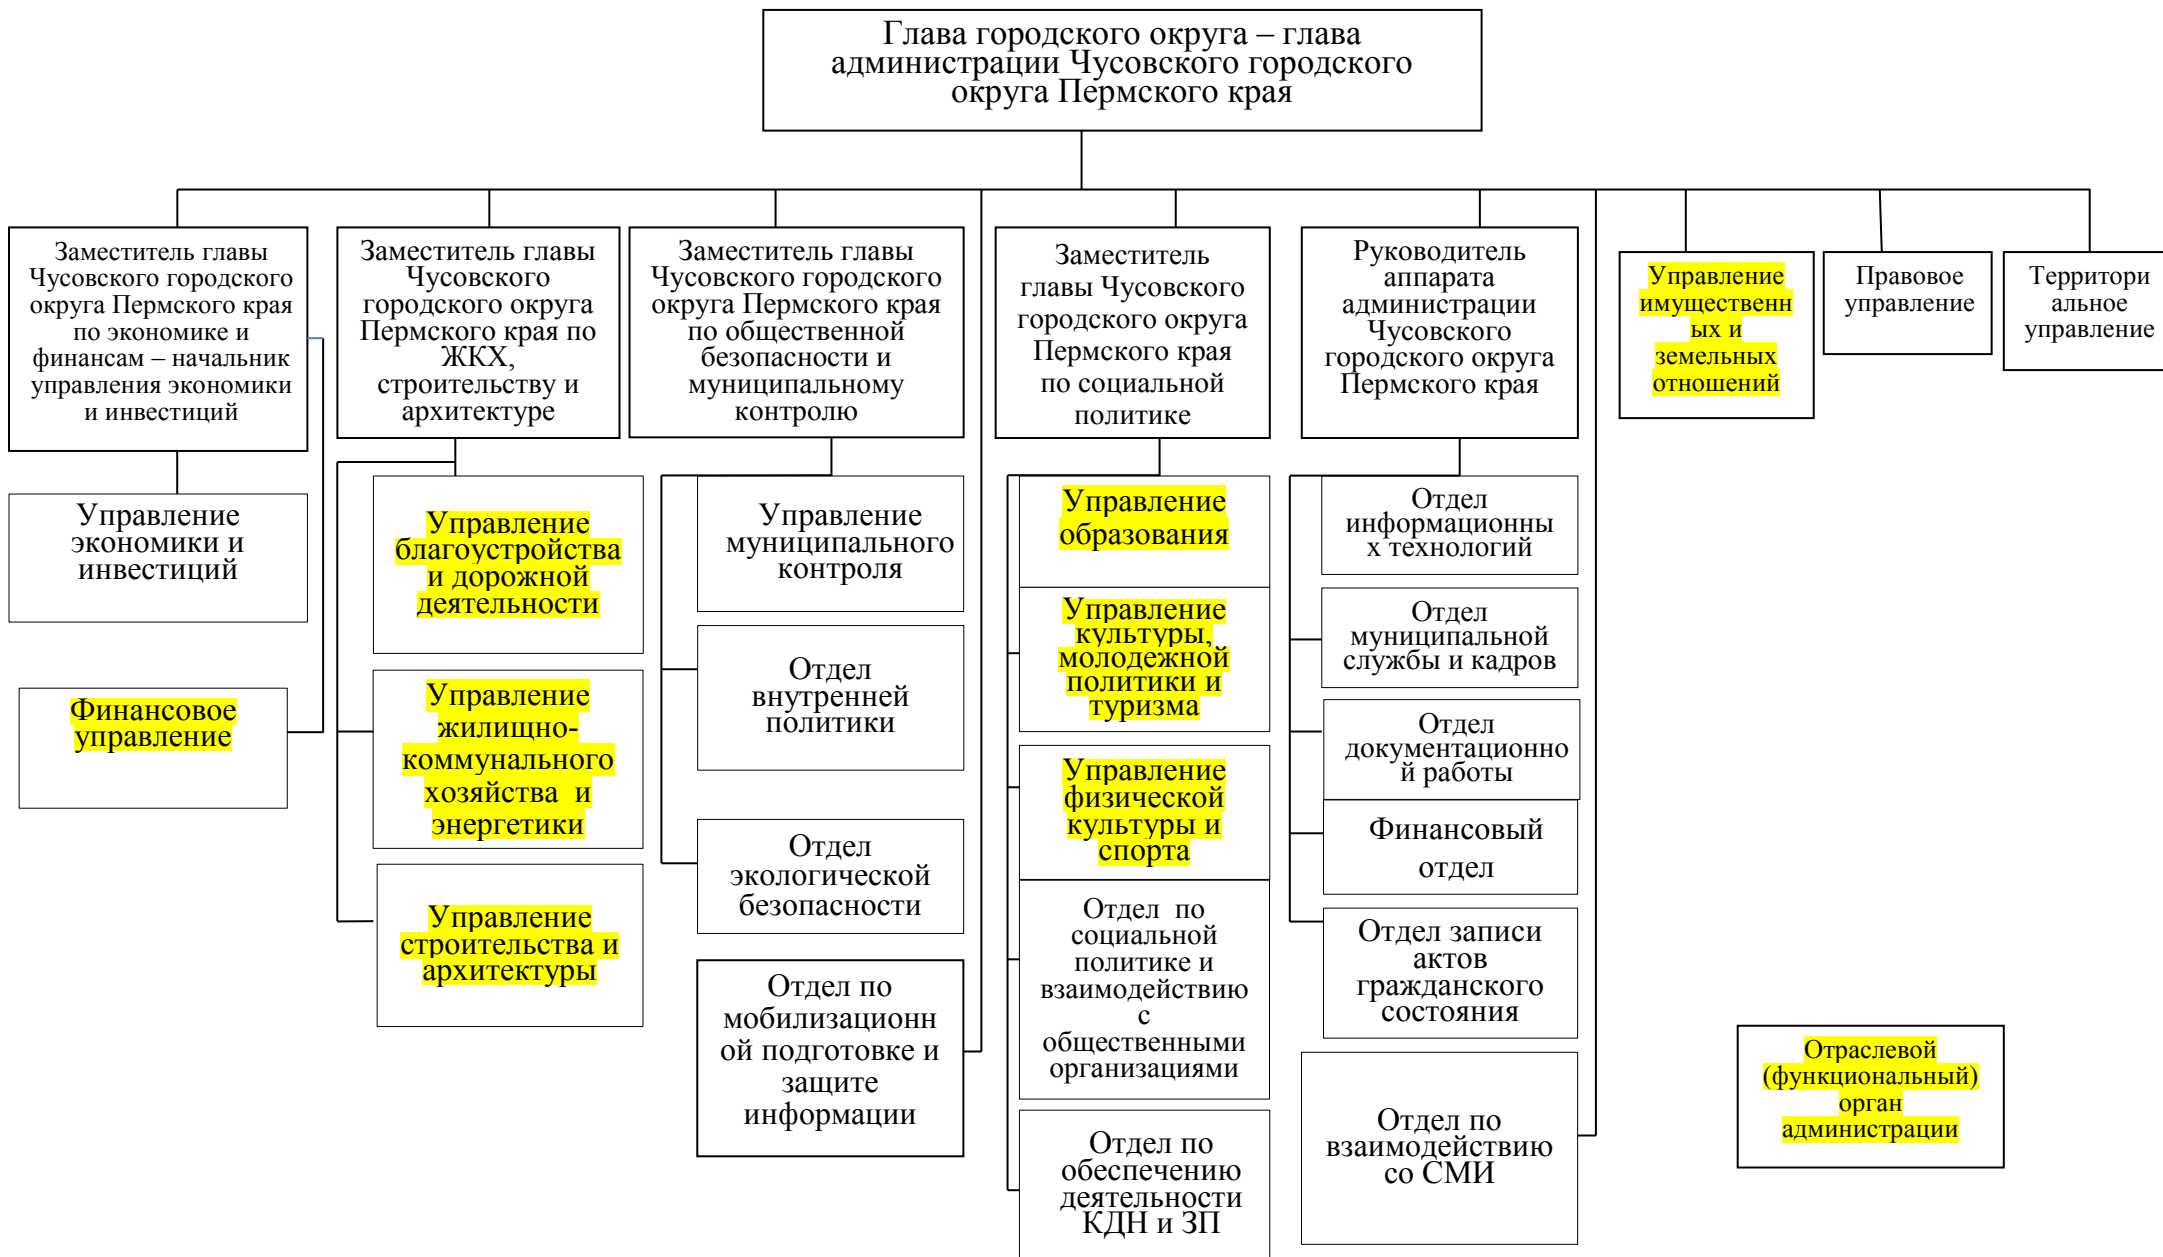 Глава городского округа – глава
администрации Чусовского городского
округа Пермского края
Заместитель главы
Чусовского городского
округа Пермского края
по экономике и
финансам – начальник
управления экономики
и инвестиций
Заместитель главы
Чусовского
городского округа
Пермского края по
ЖКХ,
строительству и
архитектуре
Заместитель главы
Чусовского городского
округа Пермского края
по общественной
безопасности и
муниципальному
контролю
Заместитель
главы Чусовского
городского округа
Пермского края
по социальной
политике
Руководитель
аппарата
администрации
Чусовского
городского округа
Пермского края
Управление
имущественн
ых и
земельных
отношений
Правовое
управление
Территори
альное
управление
Управление
экономики и
инвестиций
Финансовое
управление
Управление
благоустройства
и дорожной
деятельности
Управление
жилищно-
коммунального
хозяйства и
энергетики
Управление
строительства и
архитектуры
Управление
муниципального
контроля
Отдел
внутренней
политики
Отдел
экологической
безопасности
Отдел по
мобилизационн
ой подготовке и
защите
информации
Управление
образования
Управление
культуры,
молодежной
политики и
туризма
Управление
физической
культуры и
спорта
Отдел по
социальной
политике и
взаимодействию
с
общественными
организациями
Отдел по
обеспечению
деятельности
КДН и ЗП
Отдел
информационны
х технологий
Отдел
муниципальной
службы и кадров
Отдел
документационно
й работы
Финансовый
отдел
Отдел записи
актов
гражданского
состояния
Отдел по
взаимодействию
со СМИ
Отраслевой
(функциональный)
орган
администрации